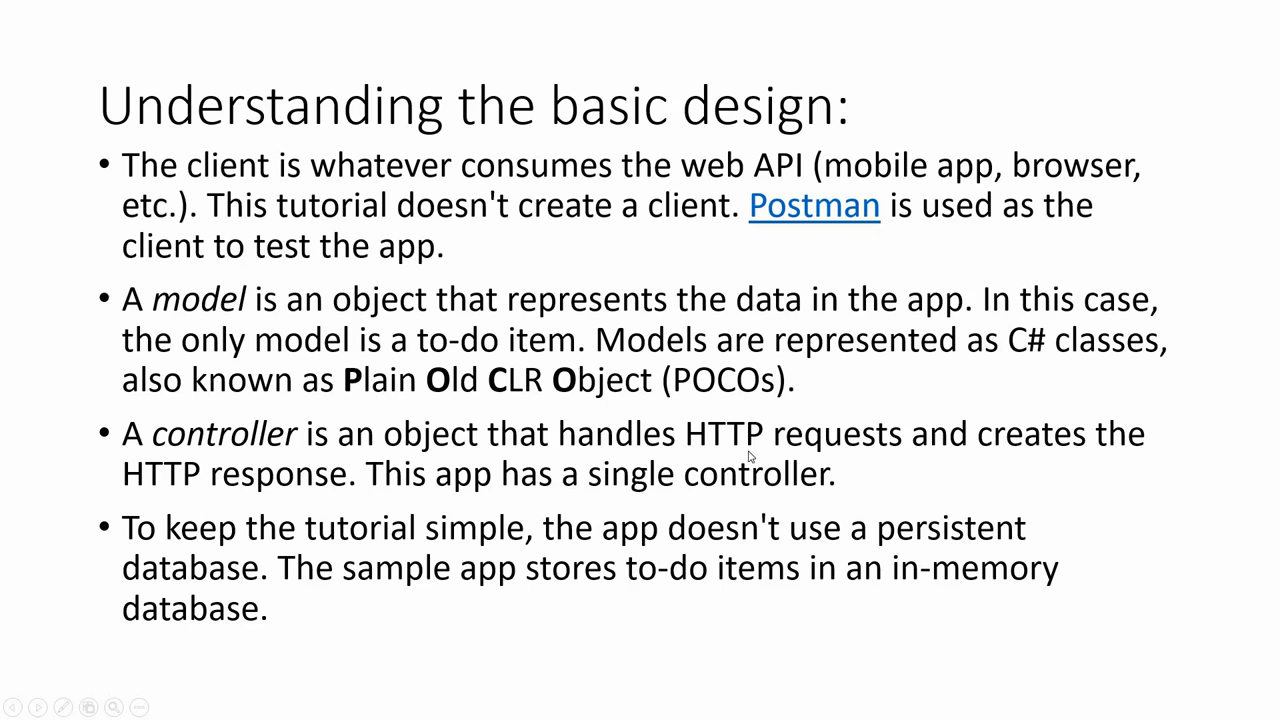 Understanding the basic design:
• The client is whatever consumes the web API (mobile app, browser,
etc.). This tutorial doesn't create a client. Postman is used as the
client to test the app.
• A model is an object that represents the data in the app. In this case,
the only model is a to-do item. Models are represented as C# classes,
also known as Plain Old CLR Object (POCOs).
• A controller is an object that handles HTTP requests and creates the
HTTP response. This app has a single controller.
• To keep the tutorial simple, the app doesn't use a persistent
database. The sample app stores to-do items in an in-memory
database.